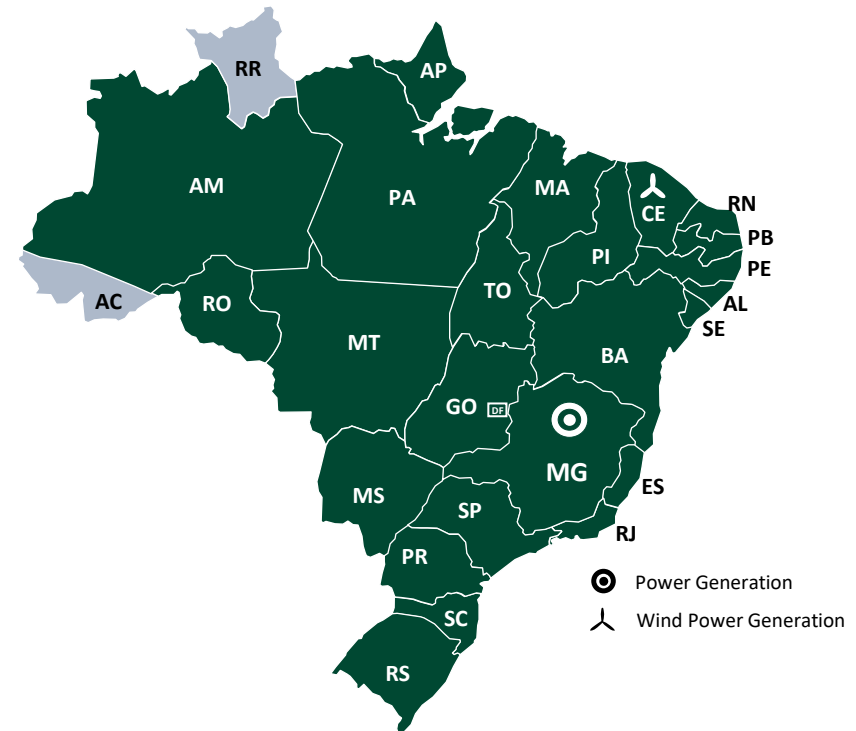 RR
AP
AM
PA
MA
CE
RN
PB
PI
PE
AC
RO
TO
AL
SE
MT
BA
GO
DF
MG
MS
ES
SP
RJ
PR
Power Generation
SC
Wind Power Generation
RS